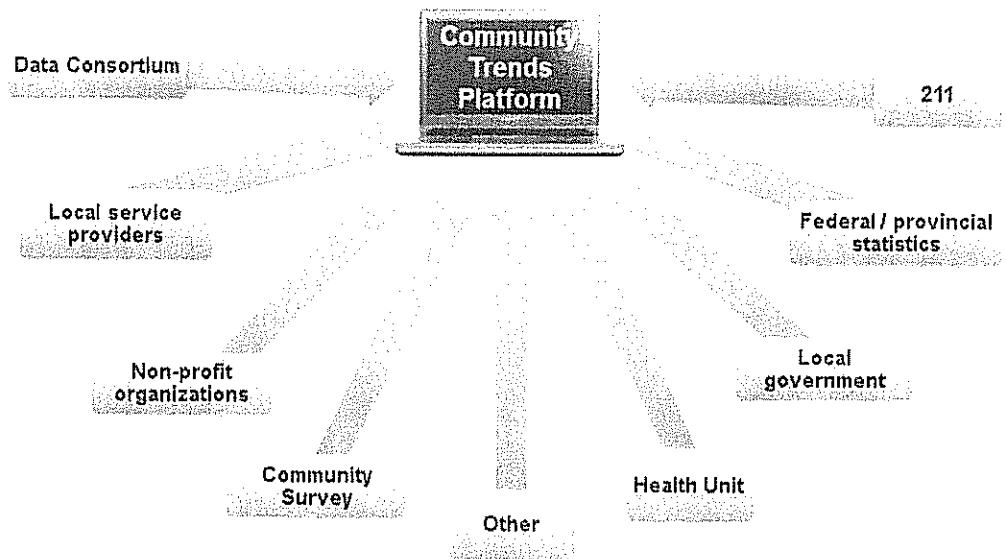 Community
Trends
Platform
Data Consortium
211
Local service
providers
Federal / provincial
statistics
Non-profit
organizations
Local
government
Community
Survey
Health Unit
Other